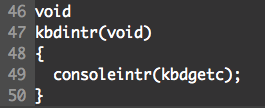 46 void
47 kbdintr(void)
48 {
49   consoleintr(kbdgetc);
50 }